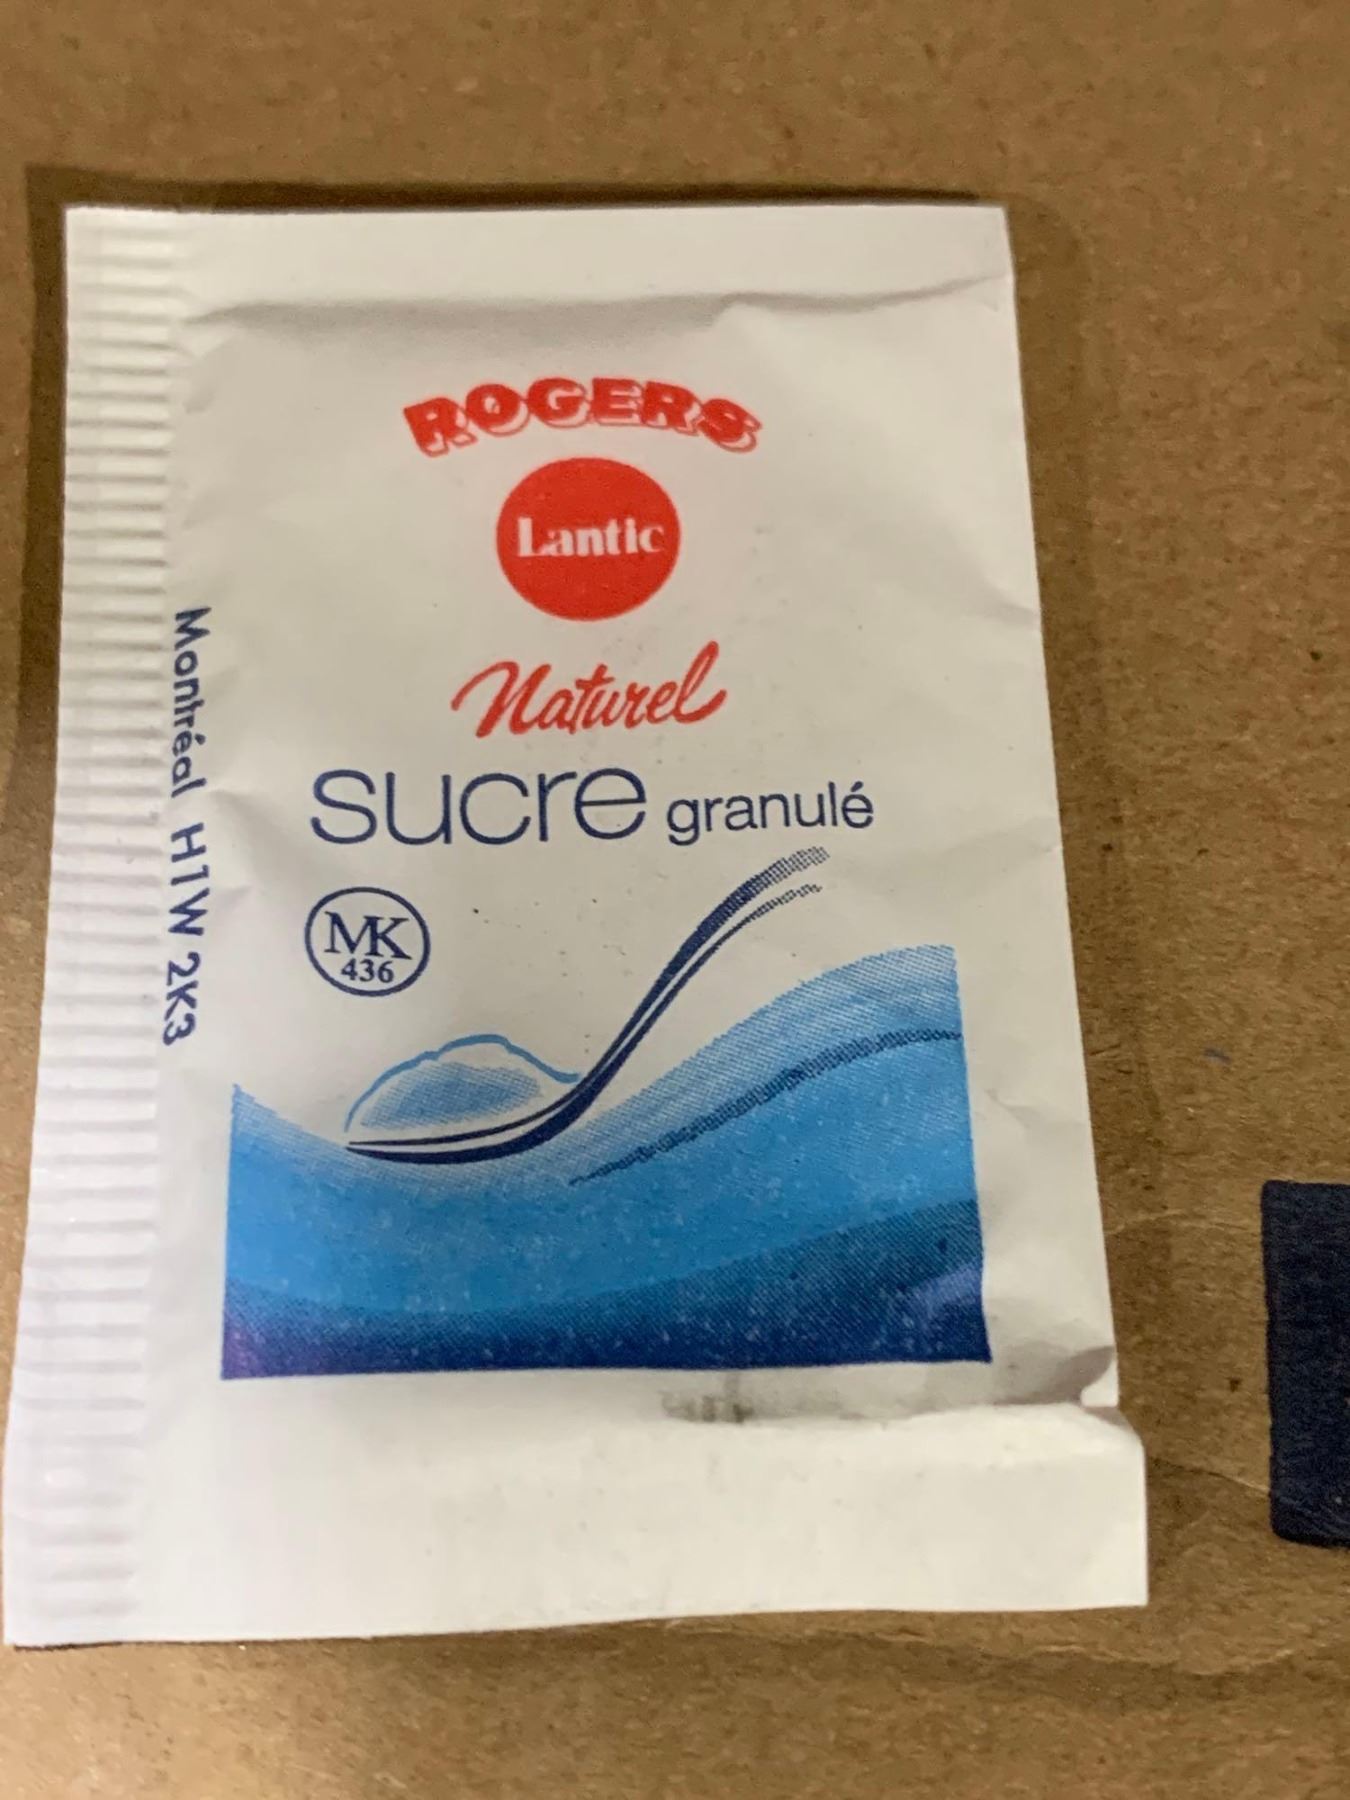 ROGERS
Lantic
Naturel
sucre granulé
MK
436
Montréal H1W 2K3